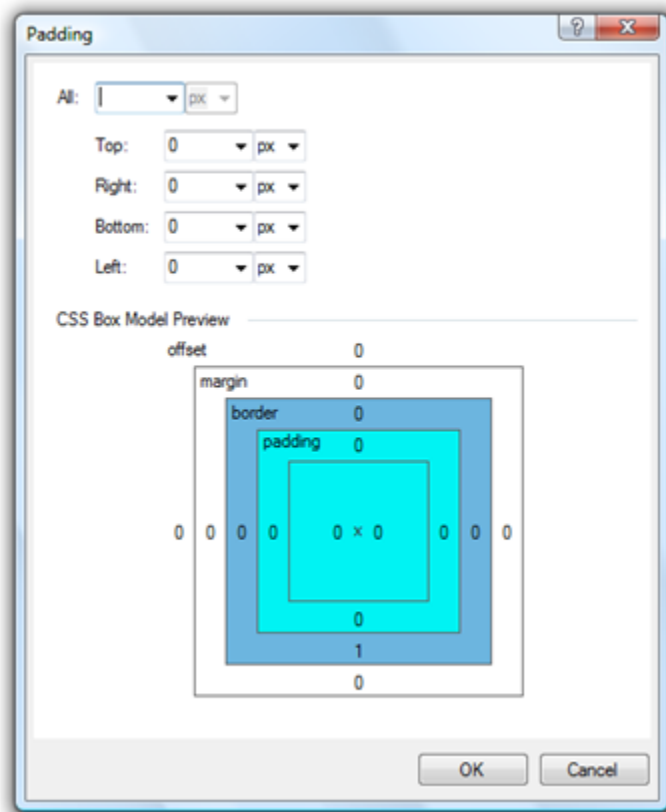 Padding
All: px
Top: 0 px
Right: 0 px
Bottom: 0 px
Left: 0 px
CSS Box Model Preview
offset 0
margin 0
border 0
padding 0
0 0 0 0 0 × 0 0 0 0
0
1
0
OK Cancel